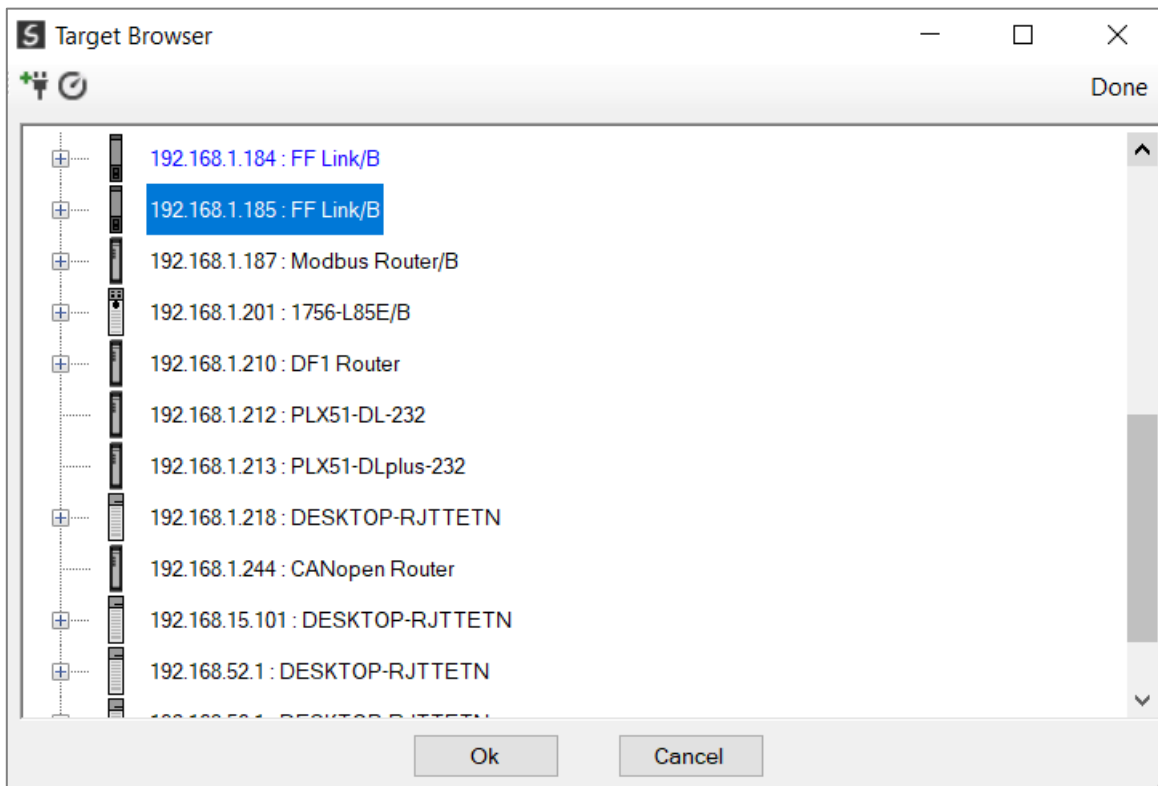 Target Browser
Done
192.168.1.184 : FF Link/B
192.168.1.185 : FF Link/B
192.168.1.187 : Modbus Router/B
192.168.1.201 : 1756-L85E/B
192.168.1.210 : DF1 Router
192.168.1.212 : PLX51-DL-232
192.168.1.213 : PLX51-DLplus-232
192.168.1.218 : DESKTOP-RJTTETN
192.168.1.244 : CANopen Router
192.168.15.101 : DESKTOP-RJTTETN
192.168.52.1 : DESKTOP-RJTTETN
Ok Cancel